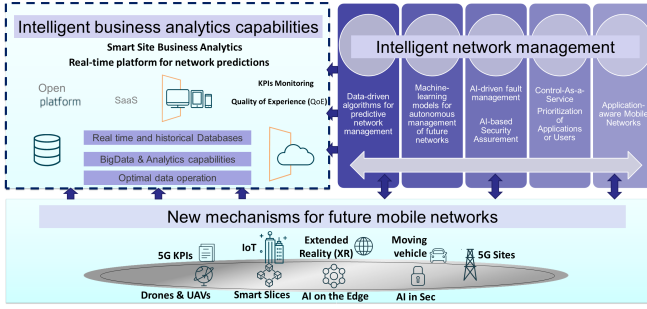 Intelligent business analytics capabilities
Smart Site Business Analytics
Real-time platform for network predictions
Open
platform
SaaS
KPIs Monitoring
Quality of Experience (QoE)
Real time and historical Databases
BigData & Analytics capabilities
Optimal data operation
Intelligent network management
Data-driven
algorithms for
predictive
network
management
Machine-
learning
models for
autonomous
management
of future
networks
AI-driven fault
management
AI-based
Security
Assurement
Control-As-a-
Service
Prioritization
of
Applications
or Users
Application-
aware Mobile
Networks
New mechanisms for future mobile networks
5G KPIs
IoT
Extended
Reality (XR)
Moving
vehicle
5G Sites
Drones & UAVs
Smart Slices
AI on the Edge
AI in Sec